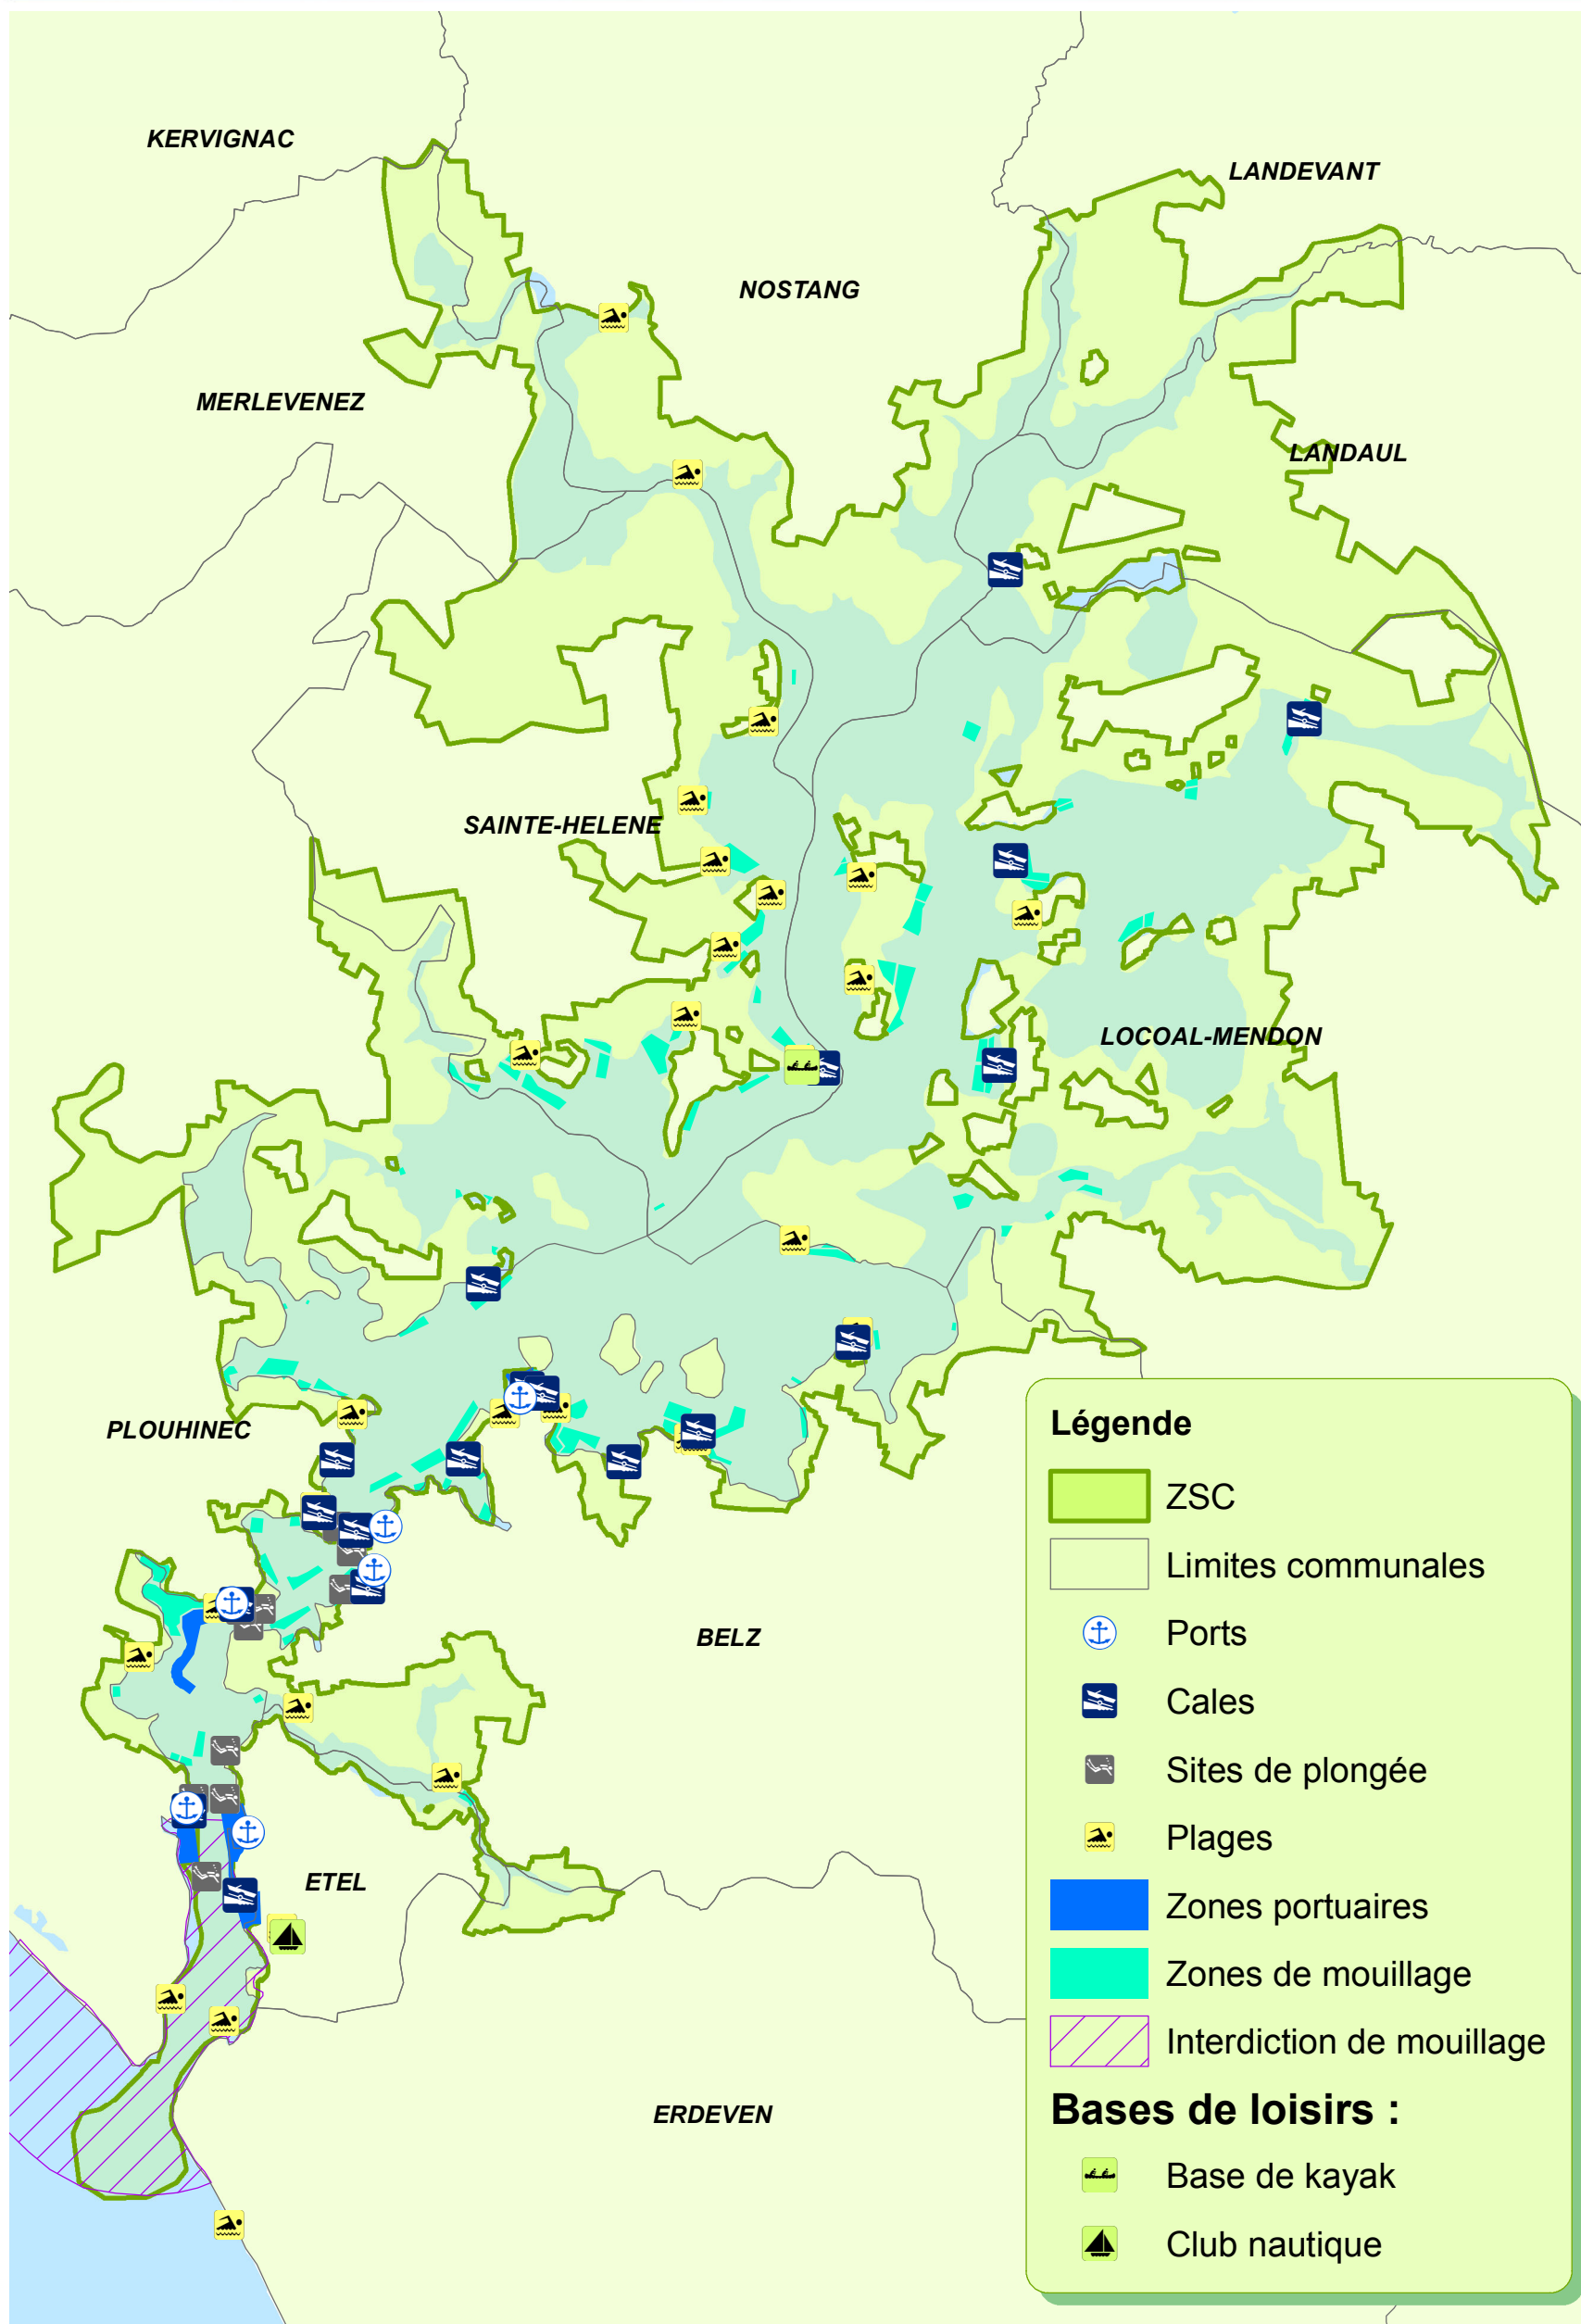 KERVIGNAC
LANDEVANT
NOSTANG
MERLEVENEZ
LANDAUL
SAINTE-HELENE
LOCOAL-MENDON
PLOUHINEC
BELZ
ETEL
ERDEVEN
Légende
ZSC
Limites communales
Ports
Cales
Sites de plongée
Plages
Zones portuaires
Zones de mouillage
Interdiction de mouillage
Bases de loisirs :
Base de kayak
Club nautique